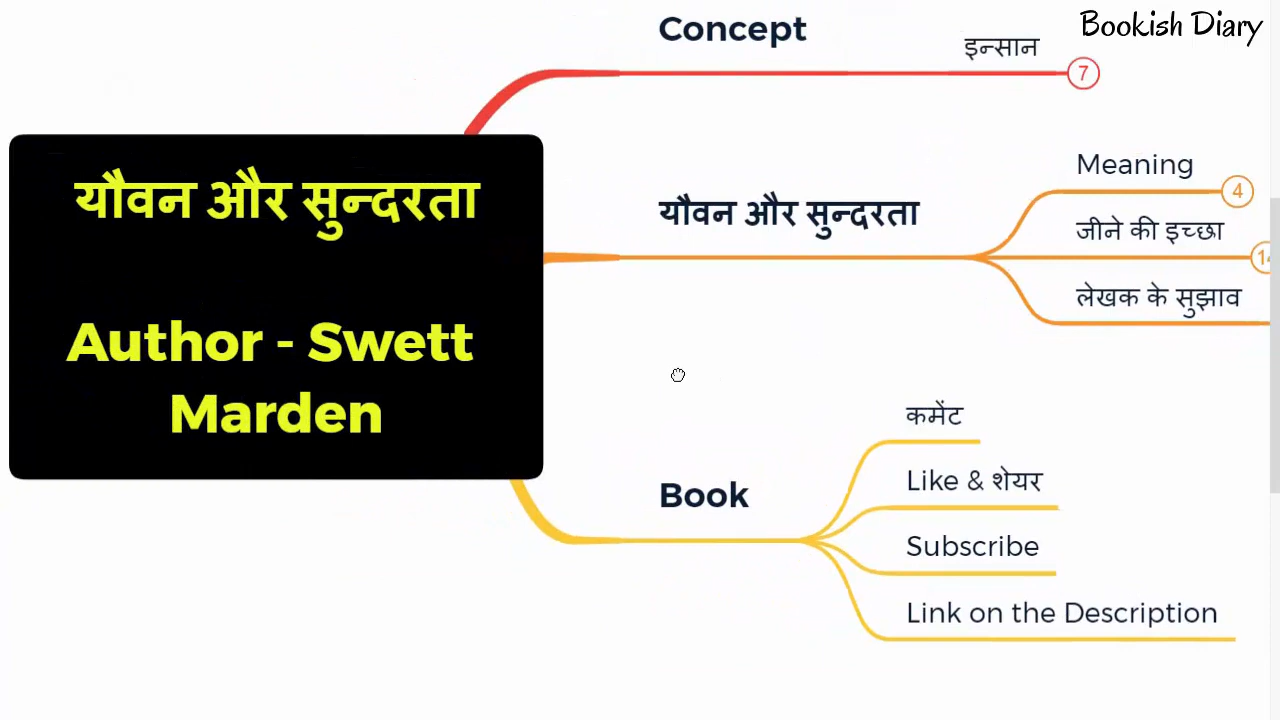 Bookish Diary
Concept
इन्सान
7
यौवन और सुन्दरता
Author - Swett
Marden
यौवन और सुन्दरता
Meaning
4
जीने की इच्छा
लेखक के सुझाव
Book
कमेंट
Like & शेयर
Subscribe
Link on the Description